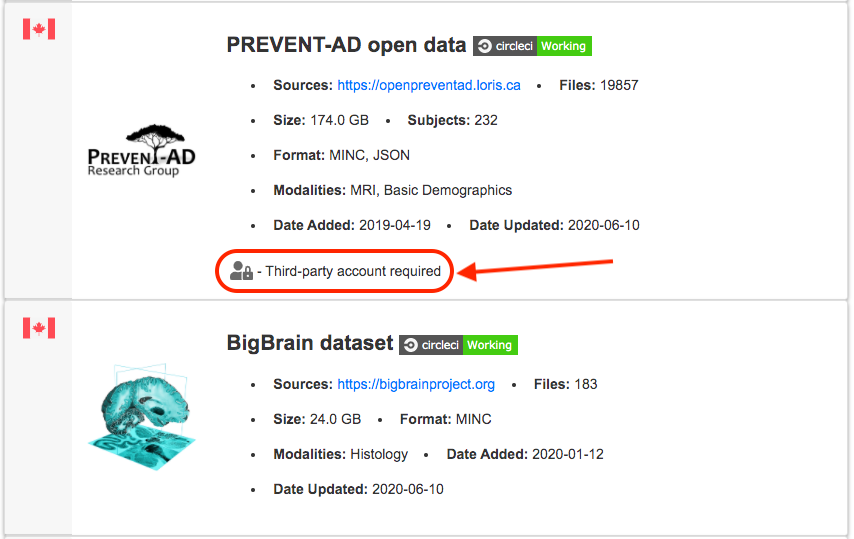 PREVENT-AD open data circleci Working
• Sources: https://openpreventad.loris.ca • Files: 19857
• Size: 174.0 GB • Subjects: 232
• Format: MINC, JSON
PREVENT-AD
Research Group
• Modalities: MRI, Basic Demographics
• Date Added: 2019-04-19 • Date Updated: 2020-06-10
- Third-party account required
BigBrain dataset circleci Working
• Sources: https://bigbrainproject.org • Files: 183
• Size: 24.0 GB • Format: MINC
• Modalities: Histology • Date Added: 2020-01-12
• Date Updated: 2020-06-10